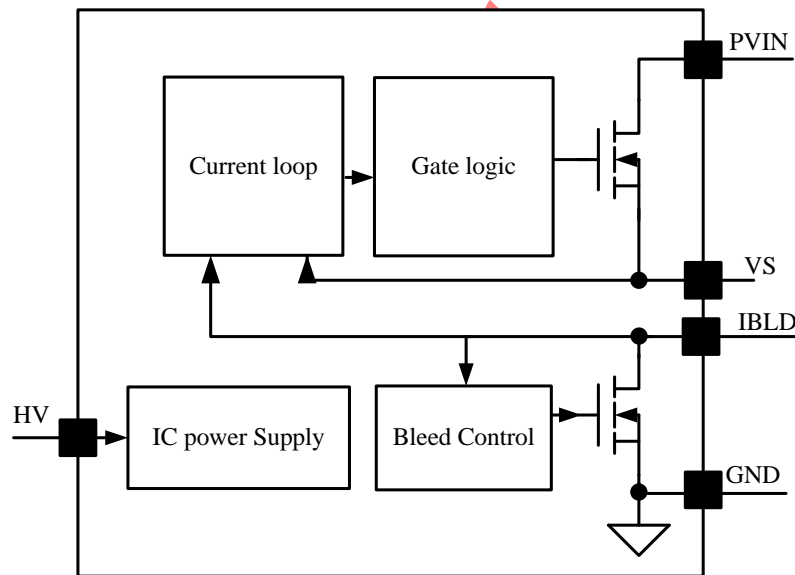 PVIN
Current loop
Gate logic
VS
IBLD
HV
IC power Supply
Bleed Control
GND